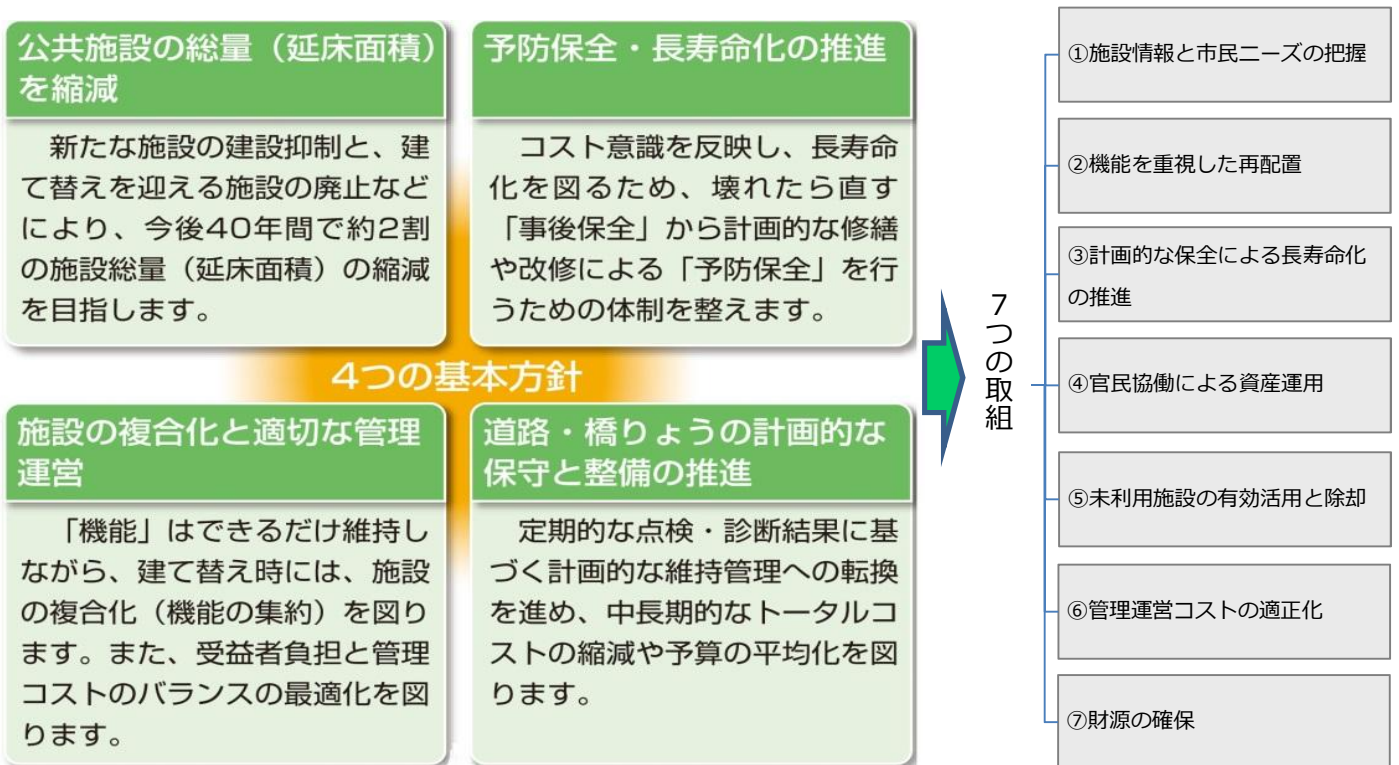 公共施設の総量（延床面積）
を縮減
新たな施設の建設抑制と、建
て替えを迎える施設の廃止など
により、今後40年間で約2割
の施設総量（延床面積）の縮減
を目指します。
予防保全・長寿命化の推進
コスト意識を反映し、長寿命
化を図るため、壊れたら直す
「事後保全」から計画的な修繕
や改修による「予防保全」を行
うための体制を整えます。
4つの基本方針
施設の複合化と適切な管理
運営
「機能」はできるだけ維持し
ながら、建て替え時には、施設
の複合化（機能の集約）を図り
ます。また、受益者負担と管理
コストのバランスの最適化を図
ります。
道路・橋りょうの計画的な
保守と整備の推進
定期的な点検・診断結果に基
づく計画的な維持管理への転換
を進め、中長期的なトータルコ
ストの縮減や予算の平均化を図
ります。
7つの取組
①施設情報と市民ニーズの把握
②機能を重視した再配置
③計画的な保全による長寿命化
の推進
④官民協働による資産運用
⑤未利用施設の有効活用と除却
⑥管理運営コストの適正化
⑦財源の確保